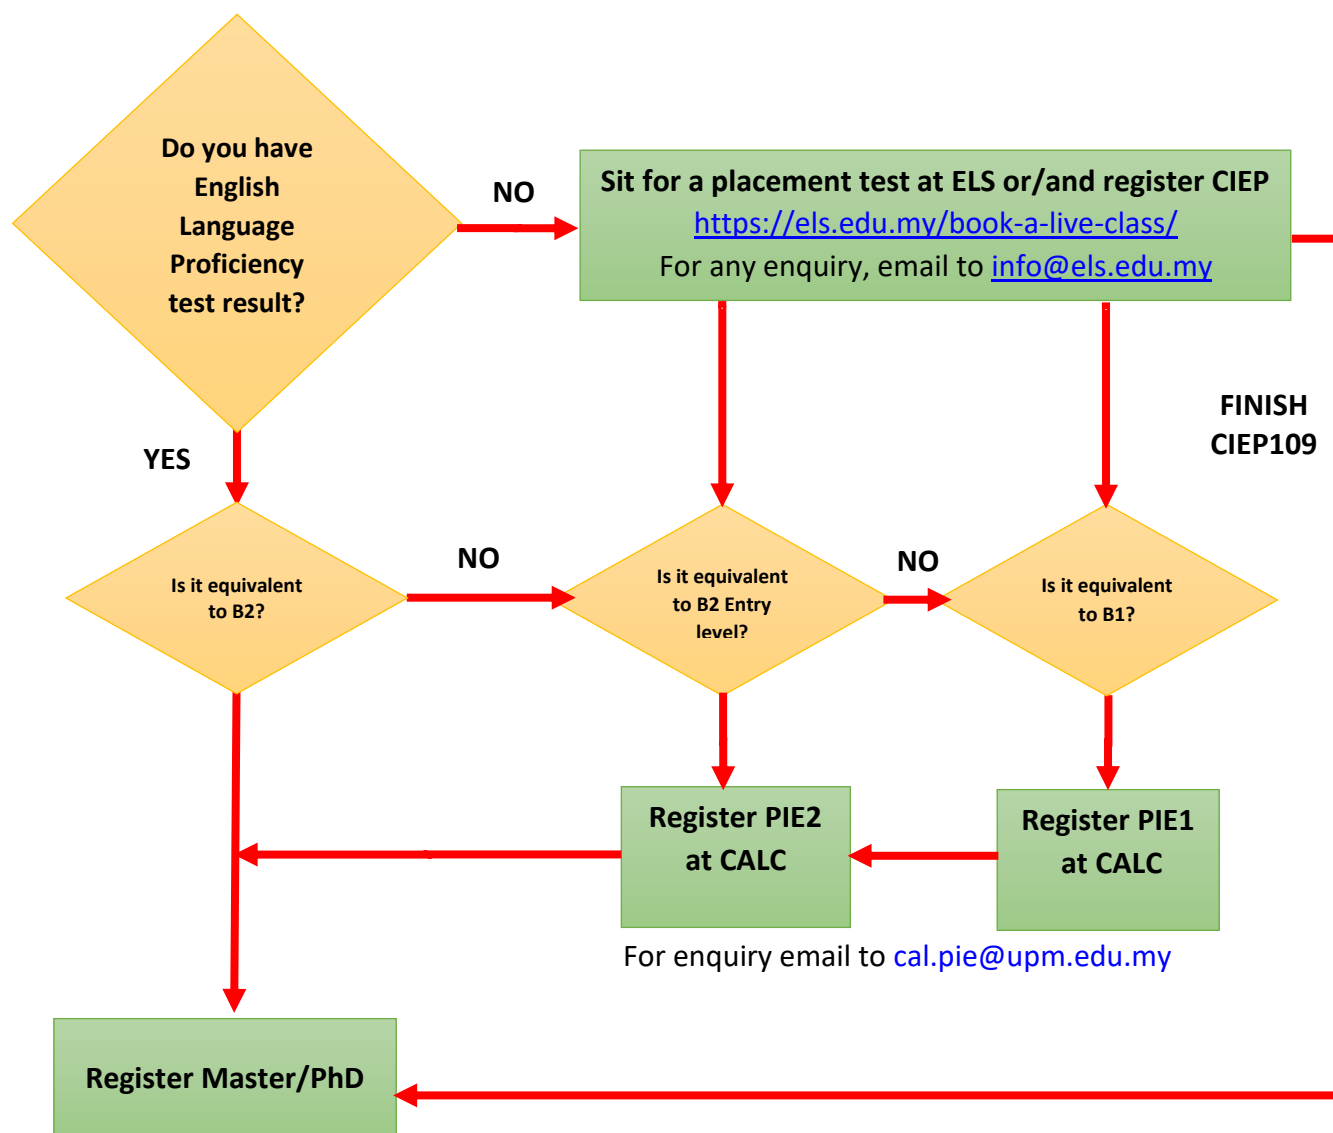 Do you have
English
Language
Proficiency
test result?
NO
Sit for a placement test at ELS or/and register CIEP
https://els.edu.my/book-a-live-class/
For any enquiry, email to info@els.edu.my
FINISH
CIEP109
YES
Is it equivalent
to B2?
NO
Is it equivalent
to B2 Entry
level?
NO
Is it equivalent
to B1?
Register PIE2
at CALC
Register PIE1
at CALC
For enquiry email to cal.pie@upm.edu.my
Register Master/PhD